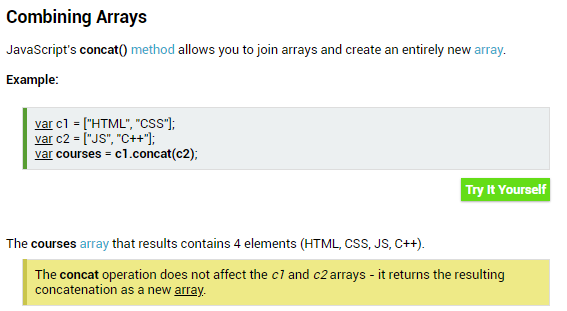 Combining Arrays
JavaScript's concat() method allows you to join arrays and create an entirely new array.
Example:
var c1 = ["HTML", "CSS"];
var c2 = ["JS", "C++"];
var courses = c1.concat(c2);
Try It Yourself
The courses array that results contains 4 elements (HTML, CSS, JS, C++).
The concat operation does not affect the c1 and c2 arrays - it returns the resulting
concatenation as a new array.